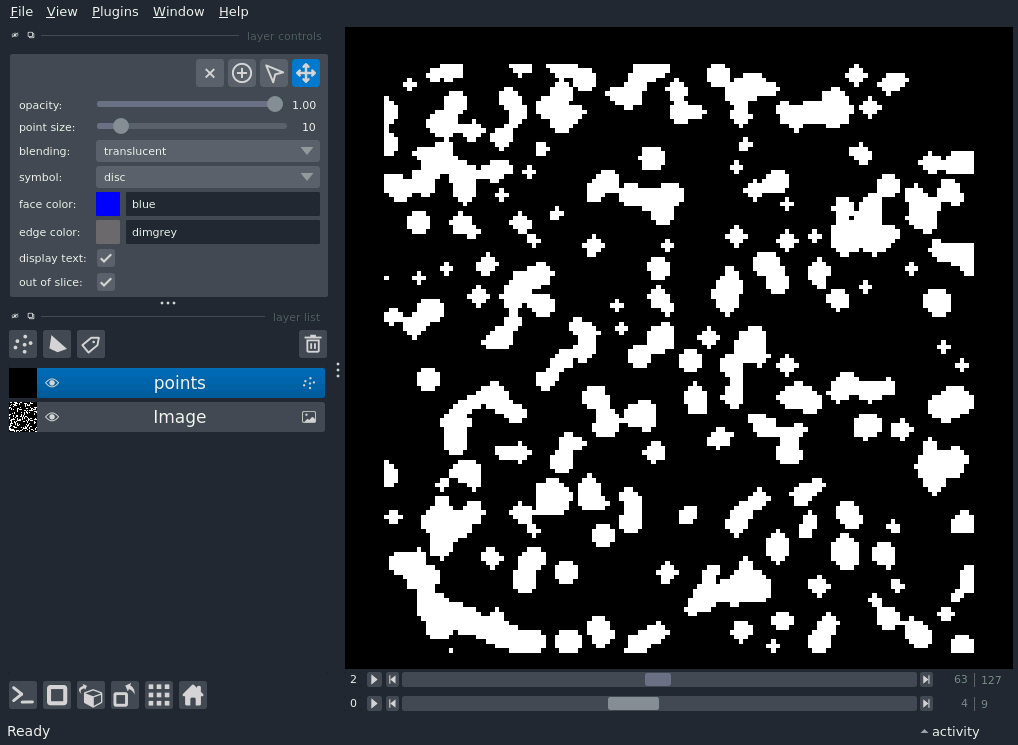 File View Plugins Window Help
layer controls
opacity: 1.00
point size: 10
blending: translucent
symbol: disc
face color: blue
edge color: dimgrey
display text:
out of slice:
layer list
points
Image
2 63 127
0 4 9
Ready activity